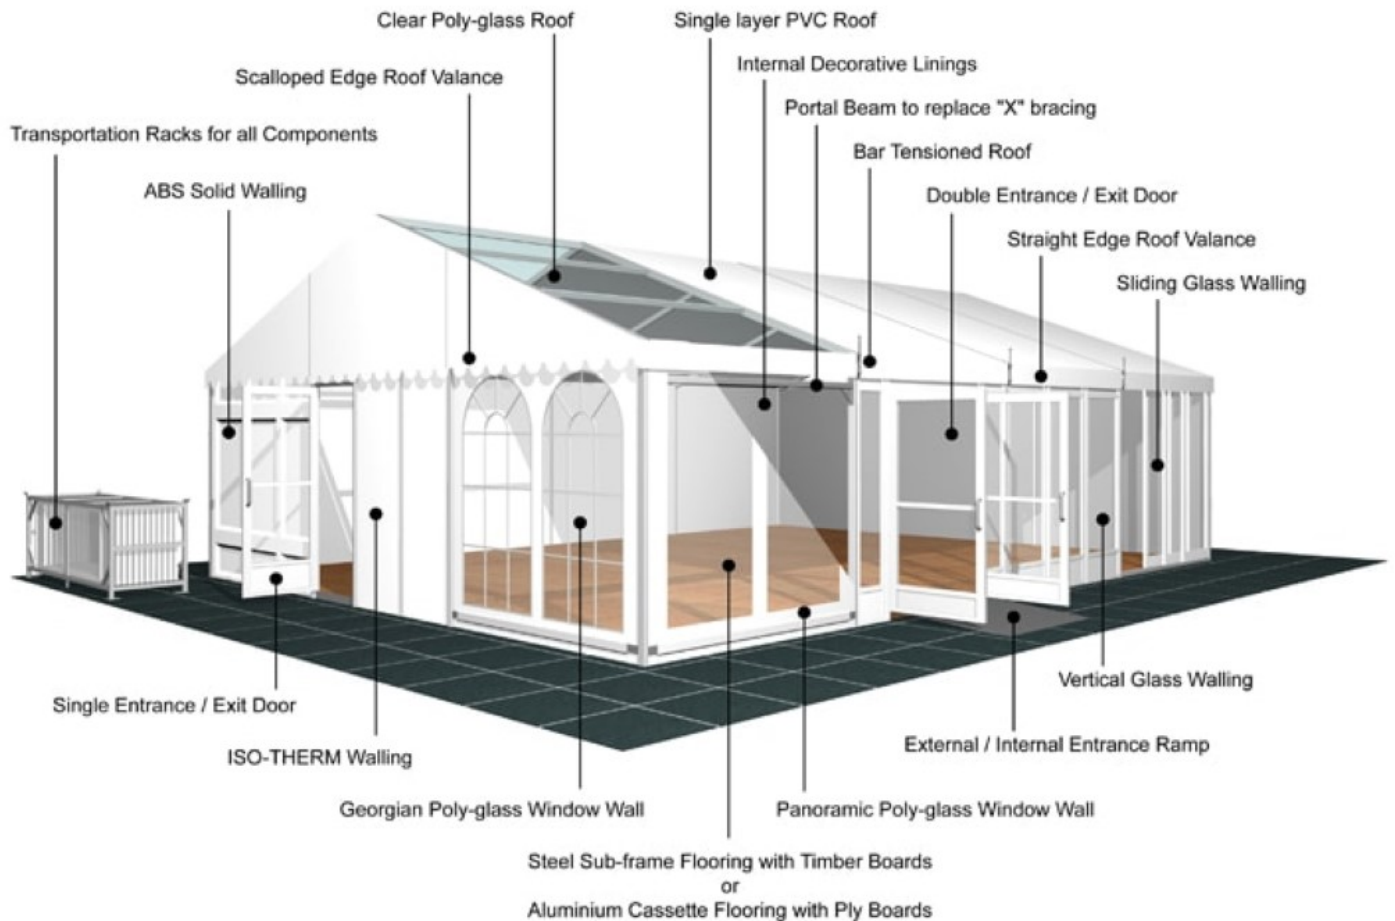 Clear Poly-glass Roof
Single layer PVC Roof
Scalloped Edge Roof Valance
Internal Decorative Linings
Portal Beam to replace "X" bracing
Transportation Racks for all Components
Bar Tensioned Roof
ABS Solid Walling
Double Entrance / Exit Door
Straight Edge Roof Valance
Sliding Glass Walling
Single Entrance / Exit Door
Vertical Glass Walling
ISO-THERM Walling
External / Internal Entrance Ramp
Georgian Poly-glass Window Wall
Panoramic Poly-glass Window Wall
Steel Sub-frame Flooring with Timber Boards
or
Aluminium Cassette Flooring with Ply Boards